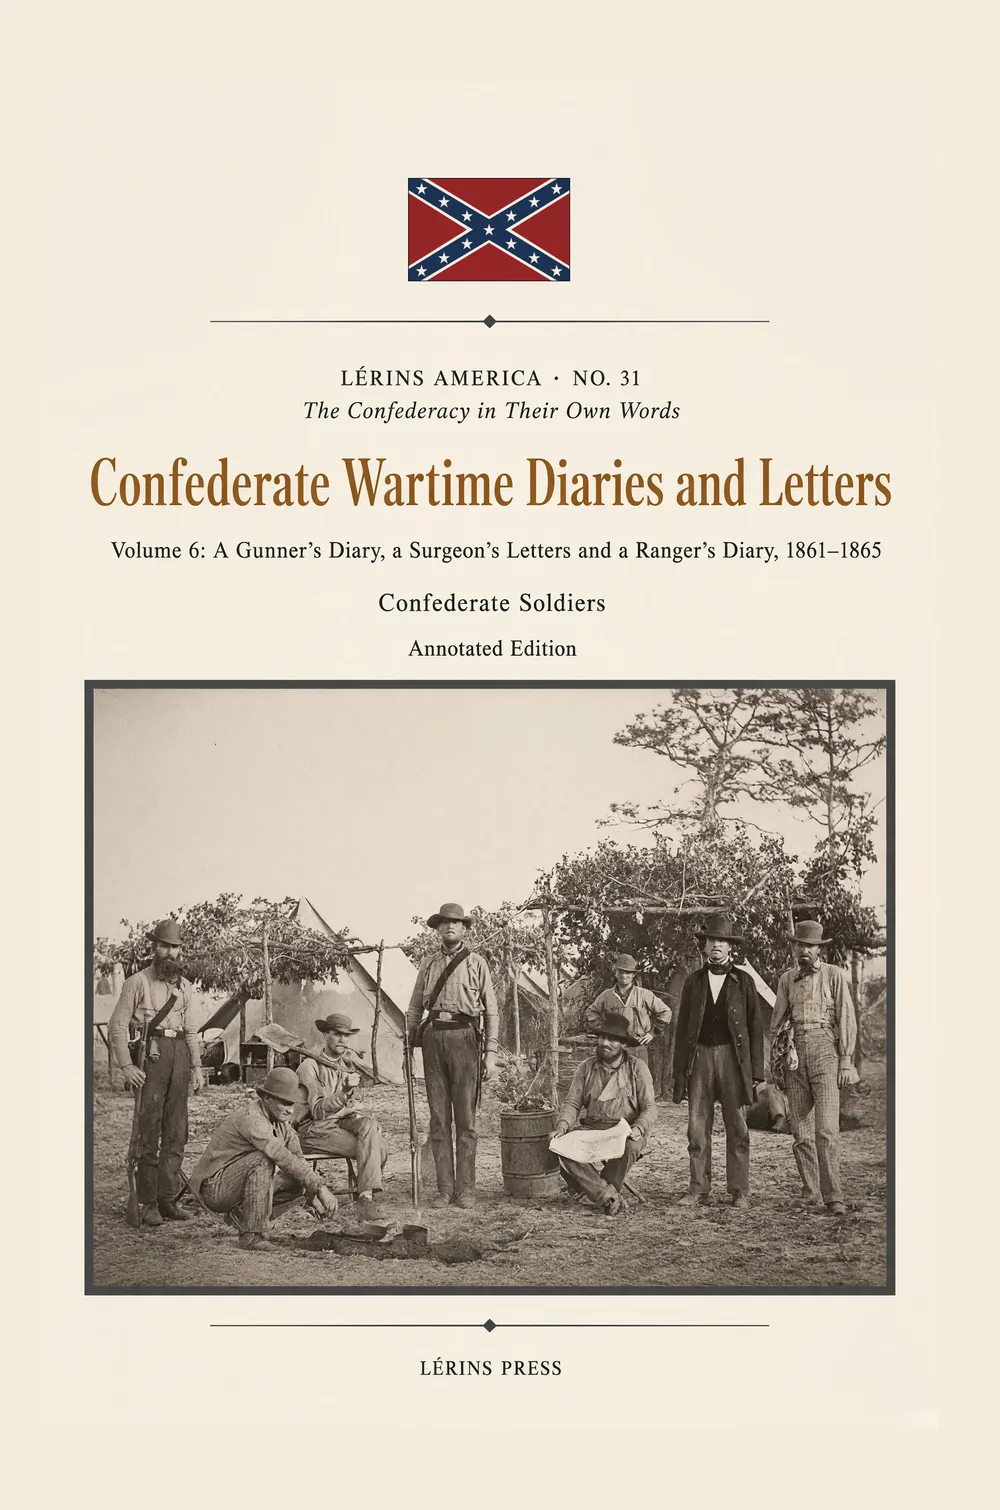 LÉRINS AMERICA · NO. 31
The Confederacy in Their Own Words
Confederate Wartime Diaries and Letters
Volume 6: A Gunner’s Diary, a Surgeon’s Letters and a Ranger’s Diary, 1861–1865
Confederate Soldiers
Annotated Edition
LÉRINS PRESS